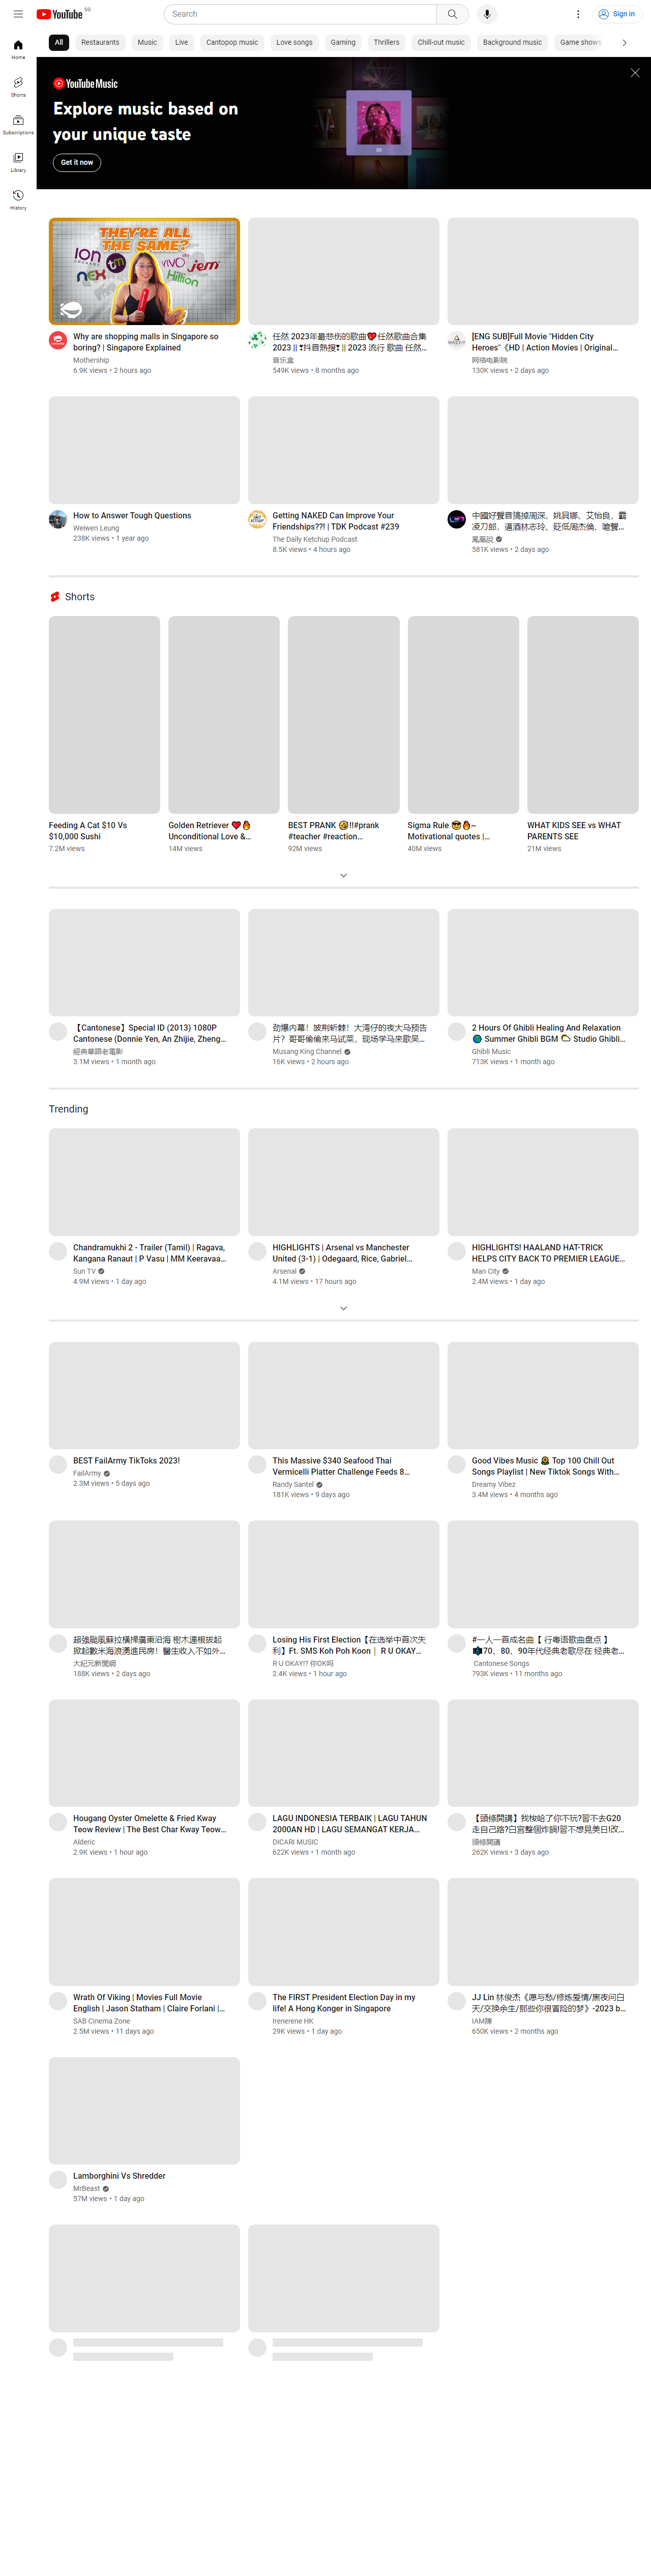 YouTube SG
Search
Sign in
Home
Shorts
Subscriptions
Library
History
All
Restaurants
Music
Live
Cantopop music
Love songs
Gaming
Thrillers
Chill-out music
Background music
Game shows
YouTube Music
Explore music based on
your unique taste
Get it now
THEY'RE ALL
THE SAME?
ION
ORCHARD
tm
VIVO
jem
nex
Hillion
Why are shopping malls in Singapore so
boring? | Singapore Explained
Mothership
6.9K views • 2 hours ago
任然 2023年最悲伤的歌曲💔任然歌曲合集
2023 || ❣抖音熱搜❣ || 2023 流行 歌曲 任然...
音乐盒
549K views • 8 months ago
[ENG SUB]Full Movie "Hidden City
Heroes"《HD | Action Movies | Original...
网络电影院
130K views • 2 days ago
How to Answer Tough Questions
Weiwen Leung
238K views • 1 year ago
Getting NAKED Can Improve Your
Friendships??! | TDK Podcast #239
The Daily Ketchup Podcast
8.5K views • 4 hours ago
中國好聲音搞掉周深、姚貝娜、艾怡良，霸
凌刀郎，逼酒林志玲、貶低周杰倫、嗆聲...
鳳凰說
581K views • 2 days ago
Shorts
Feeding A Cat $10 Vs
$10,000 Sushi
7.2M views
Golden Retriever ❤️🔥
Unconditional Love &...
14M views
BEST PRANK 🤣!!#prank
#teacher #reaction...
92M views
Sigma Rule 😎🔥~
Motivational quotes |...
40M views
WHAT KIDS SEE vs WHAT
PARENTS SEE
21M views
【Cantonese】Special ID (2013) 1080P
Cantonese (Donnie Yen, An Zhijie, Zheng...
經典華語老電影
3.1M views • 1 month ago
劲爆内幕！披荆斩棘！大湾仔的夜大马预告
片？哥哥偷偷来马试菜，现场学马来歌吴...
Musang King Channel
16K views • 2 hours ago
2 Hours Of Ghibli Healing And Relaxation
🌏 Summer Ghibli BGM 🌤 Studio Ghibli...
Ghibli Music
713K views • 1 month ago
Trending
Chandramukhi 2 - Trailer (Tamil) | Ragava,
Kangana Ranaut | P Vasu | MM Keeravaa...
Sun TV
4.9M views • 1 day ago
HIGHLIGHTS | Arsenal vs Manchester
United (3-1) | Odegaard, Rice, Gabriel...
Arsenal
4.1M views • 17 hours ago
HIGHLIGHTS! HAALAND HAT-TRICK
HELPS CITY BACK TO PREMIER LEAGUE...
Man City
2.4M views • 1 day ago
BEST FailArmy TikToks 2023!
FailArmy
2.3M views • 5 days ago
This Massive $340 Seafood Thai
Vermicelli Platter Challenge Feeds 8...
Randy Santel
181K views • 9 days ago
Good Vibes Music 🌻 Top 100 Chill Out
Songs Playlist | New Tiktok Songs With...
Dreamy Vibez
3.4M views • 4 months ago
超強颱風蘇拉橫掃廣東沿海 樹木連根拔起
掀起數米海浪湧進民房！醫生收入不如外...
大紀元新聞網
188K views • 2 days ago
Losing His First Election【在选举中首次失
利】Ft. SMS Koh Poh Koon｜ R U OKAY...
R U OKAY!? 你OK吗
2.4K views • 1 hour ago
#一人一首成名曲【 行粤语歌曲盘点 】
70、80、90年代经典老歌尽在 经典老...
Cantonese Songs
793K views • 11 months ago
Hougang Oyster Omelette & Fried Kway
Teow Review | The Best Char Kway Teow...
Alderic
2.9K views • 1 hour ago
LAGU INDONESIA TERBAIK | LAGU TAHUN
2000AN HD | LAGU SEMANGAT KERJA...
DICARI MUSIC
622K views • 1 month ago
【頭條開講】我梭哈了你不玩?習不去G20
走自己路?白宮整個炸鍋!習不想見美日!改...
頭條開講
262K views • 3 days ago
Wrath Of Viking | Movies Full Movie
English | Jason Statham | Claire Forlani |...
SAB Cinema Zone
2.5M views • 11 days ago
The FIRST President Election Day in my
life! A Hong Konger in Singapore
Irenerene HK
29K views • 1 day ago
JJ Lin 林俊杰《愿与愁/修炼爱情/黑夜问白
天/交换余生/那些你很冒险的梦》-2023 b...
IAM陳
650K views • 2 months ago
Lamborghini Vs Shredder
MrBeast
57M views • 1 day ago